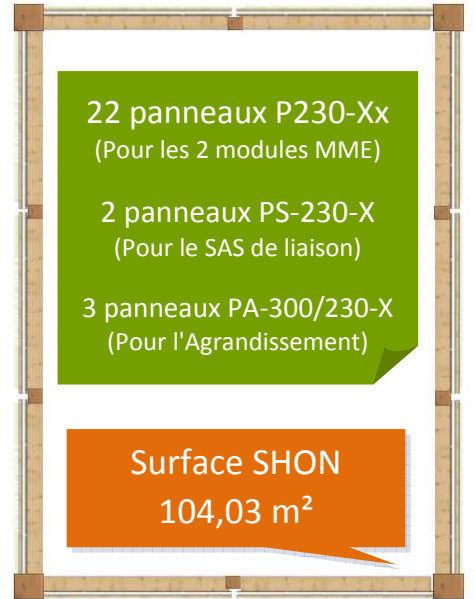 22 panneaux P230-Xx
(Pour les 2 modules MME)
2 panneaux PS-230-X
(Pour le SAS de liaison)
3 panneaux PA-300/230-X
(Pour l'Agrandissement)
Surface SHON
104,03 m²